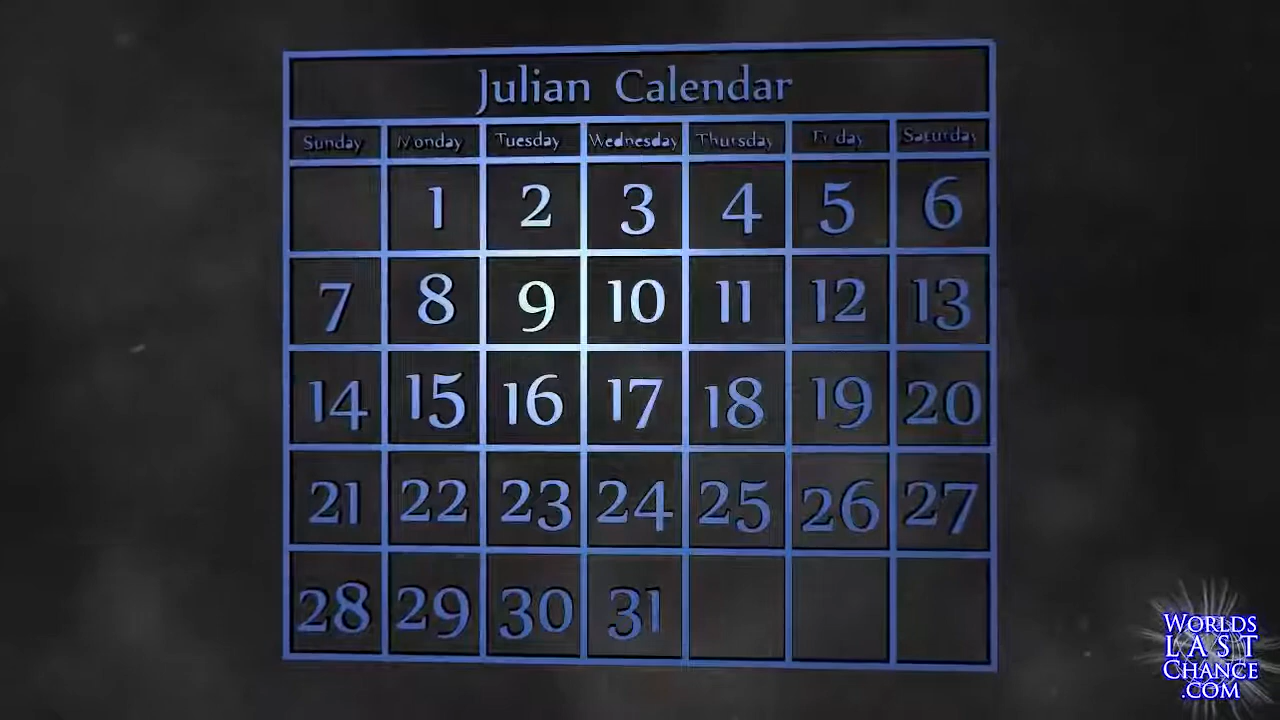 Julian Calendar
Sunday Monday Tuesday Wednesday Thursday Friday Saturday
1 2 3 4 5 6
7 8 9 10 11 12 13
14 15 16 17 18 19 20
21 22 23 24 25 26 27
28 29 30 31
WORLDS
LAST
CHANCE
.COM